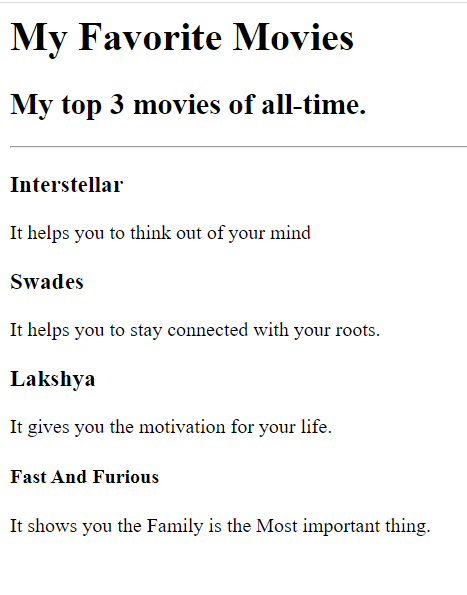 My Favorite Movies
My top 3 movies of all-time.
Interstellar
It helps you to think out of your mind
Swades
It helps you to stay connected with your roots.
Lakshya
It gives you the motivation for your life.
Fast And Furious
It shows you the Family is the Most important thing.